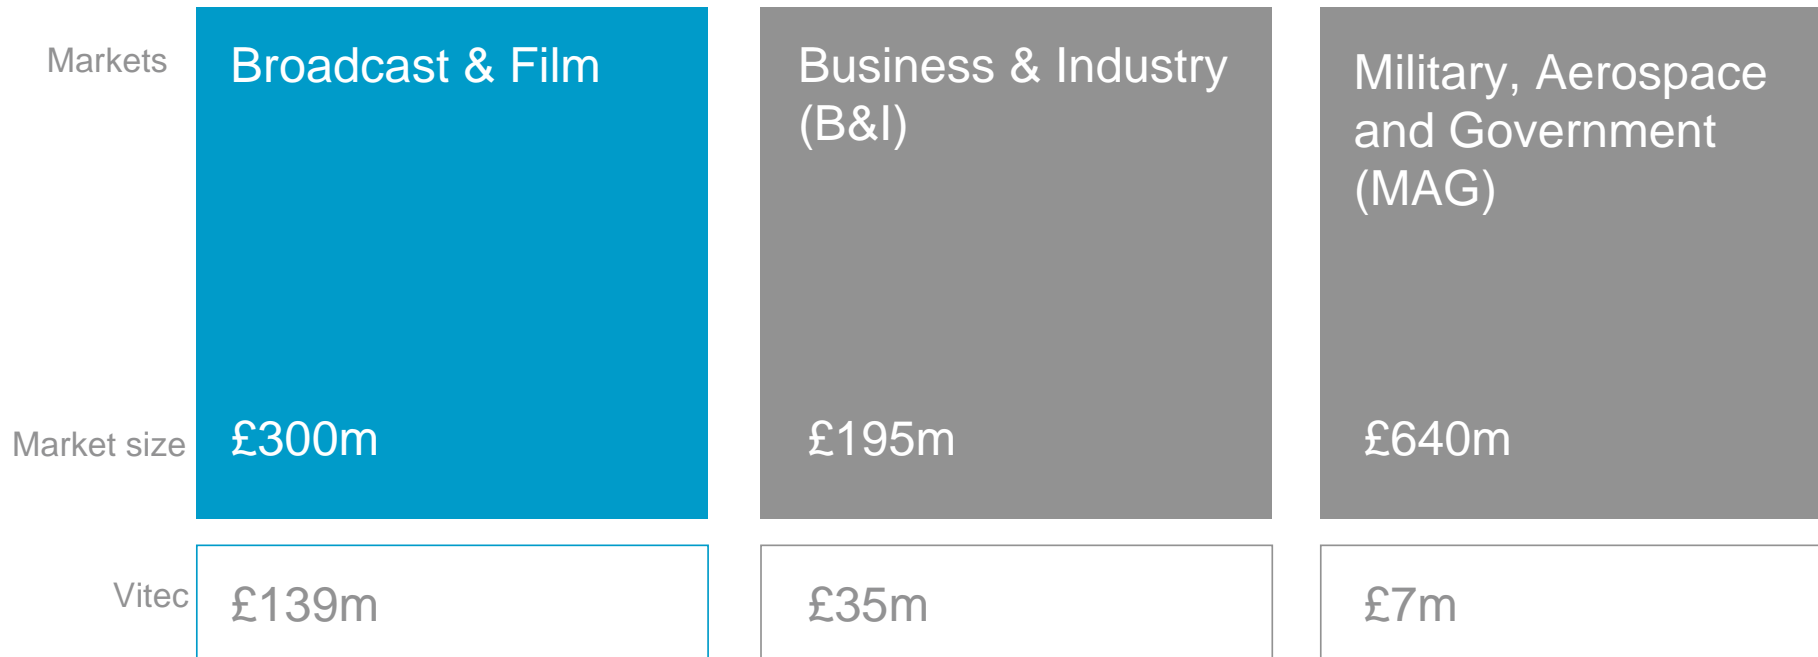 Markets
Broadcast & Film
Business & Industry
(B&I)
Military, Aerospace
and Government
(MAG)
Market size
£300m
£195m
£640m
Vitec
£139m
£35m
£7m